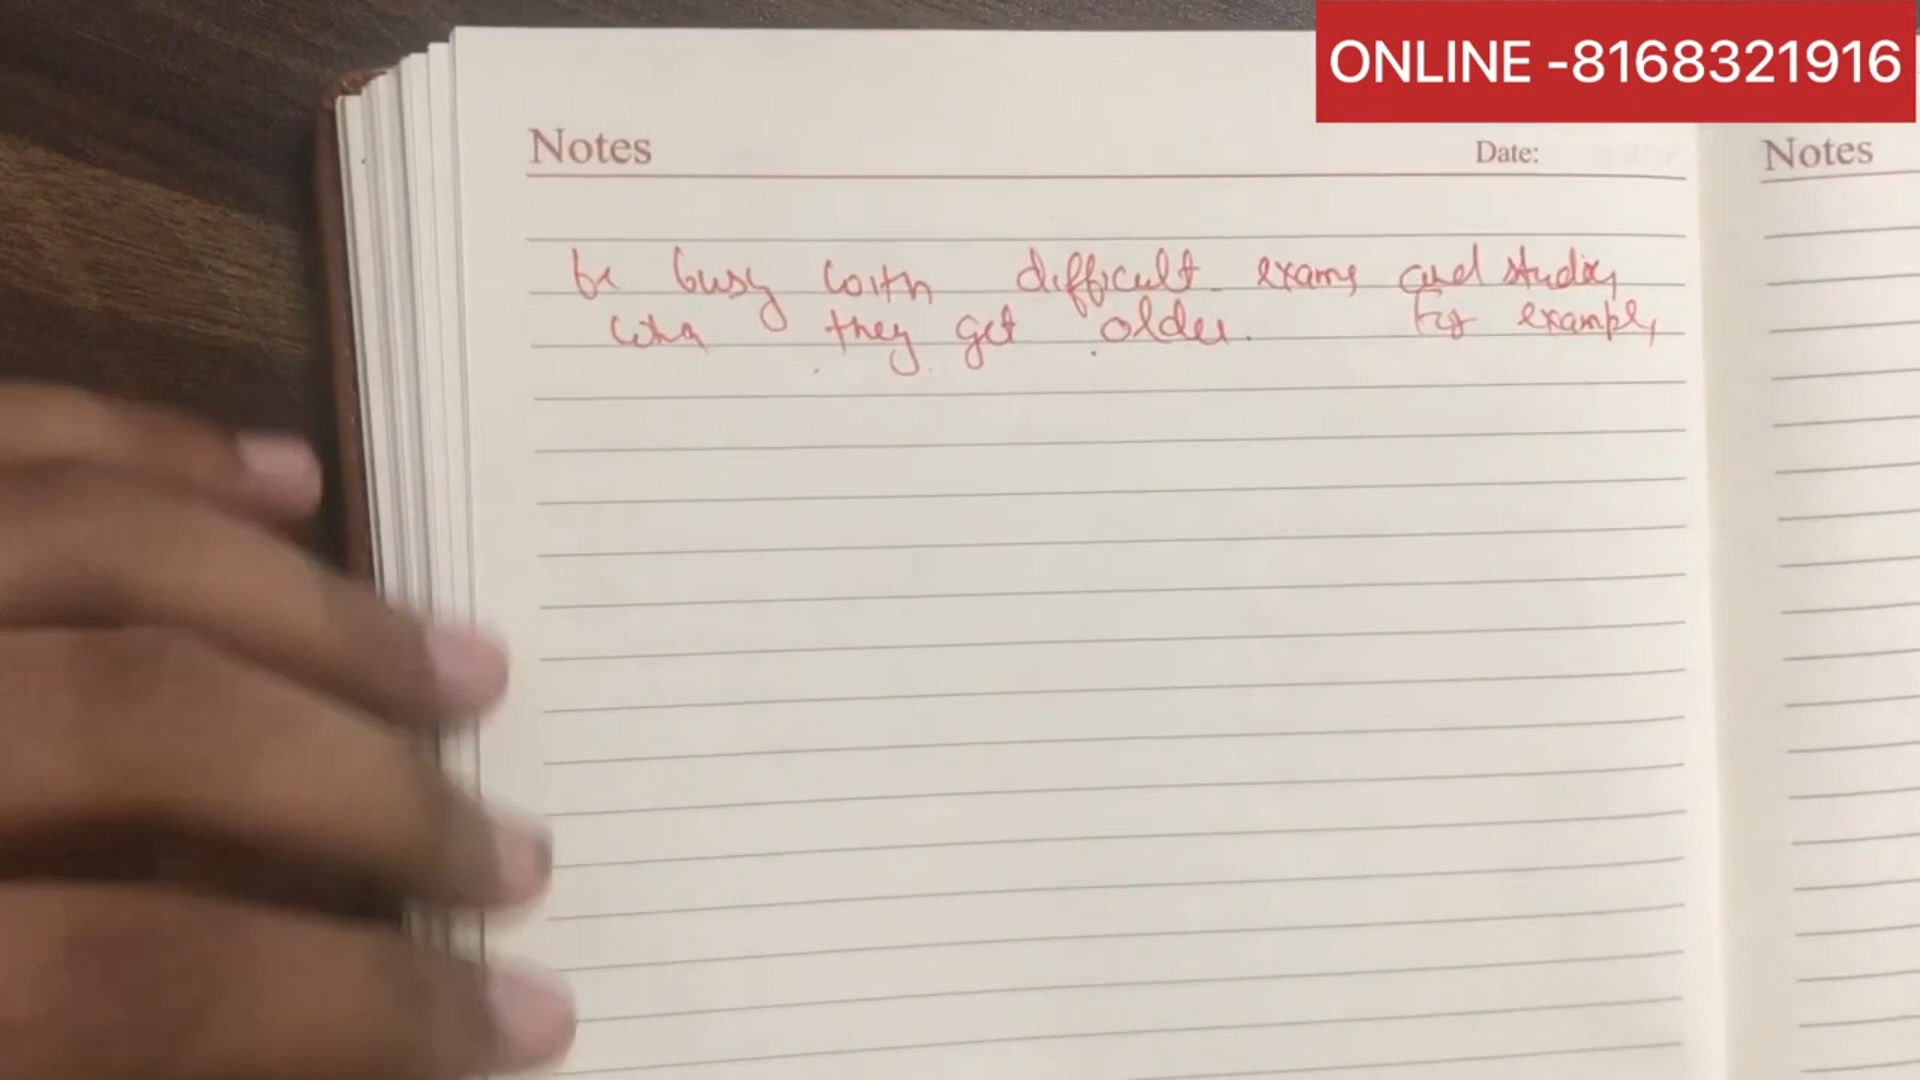 ONLINE -8168321916
Notes
Date:
Notes
be busy with difficult exams and studies
when they get older. For example,